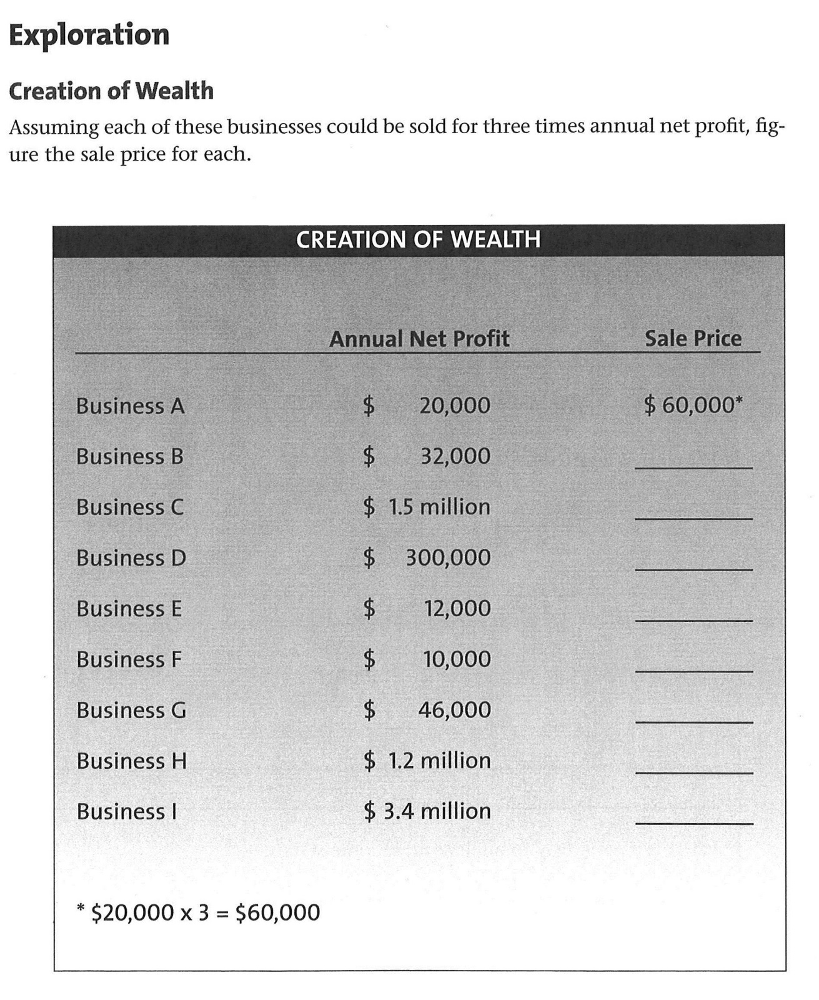 Exploration
Creation of Wealth
Assuming each of these businesses could be sold for three times annual net profit, fig-
ure the sale price for each.
CREATION OF WEALTH
Annual Net Profit Sale Price
Business A $ 20,000 $ 60,000*
Business B $ 32,000
Business C $ 1.5 million
Business D $ 300,000
Business E $ 12,000
Business F $ 10,000
Business G $ 46,000
Business H $ 1.2 million
Business I $ 3.4 million
* $20,000 x 3 = $60,000